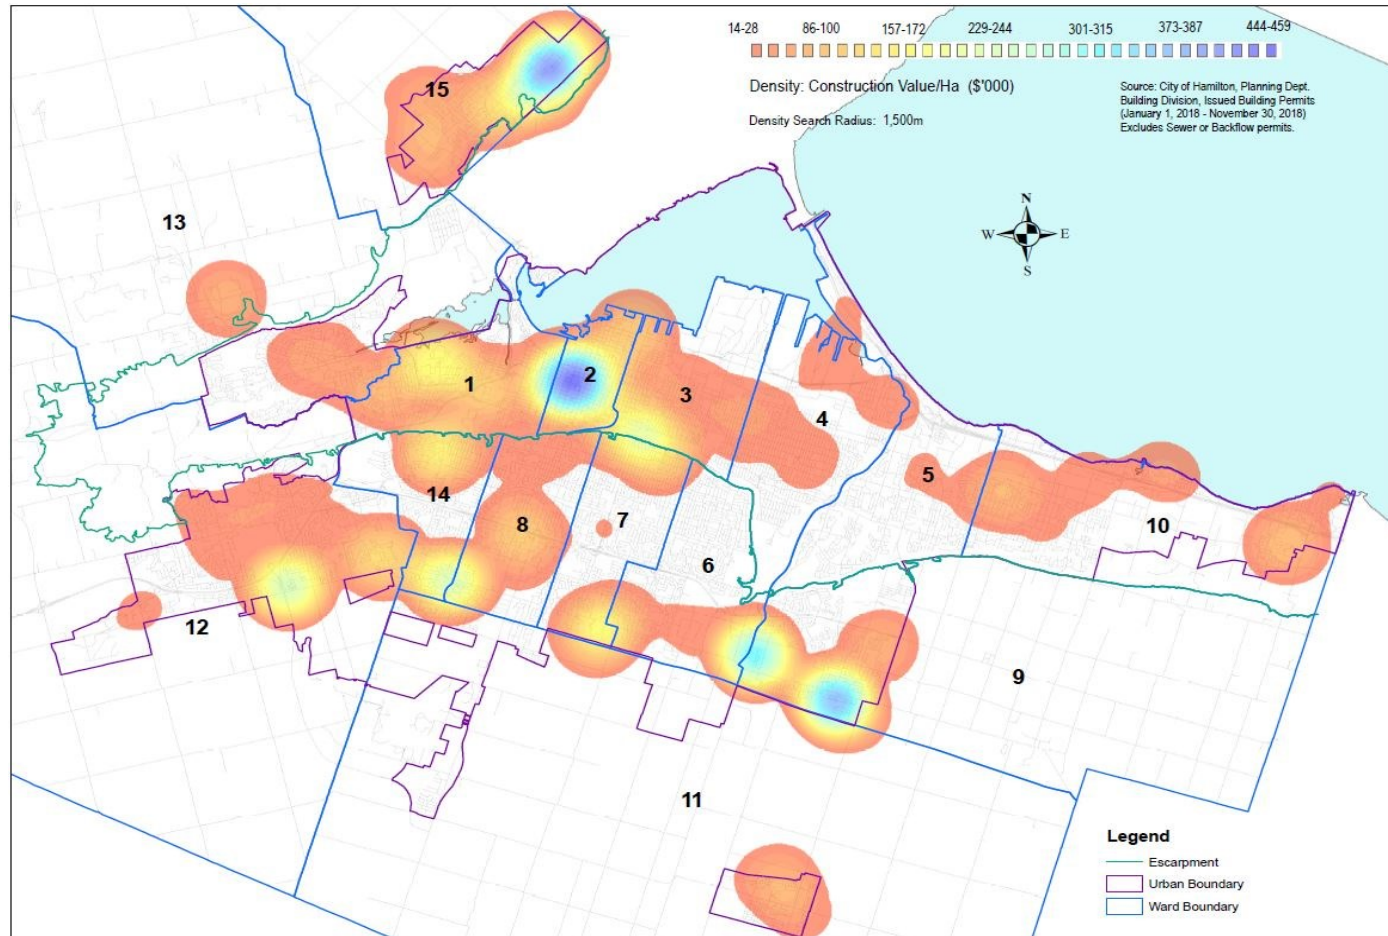 14-28 86-100 157-172 229-244 301-315 373-387 444-459
Density: Construction Value/Ha ($'000)
Density Search Radius: 1,500m
Source: City of Hamilton, Planning Dept.
Building Division, Issued Building Permits
(January 1, 2018 - November 30, 2018)
Excludes Sewer or Backflow permits.
15
13
N
W E
S
1
2
3
4
5
14
8
7
6
10
12
9
11
Legend
Escarpment
Urban Boundary
Ward Boundary